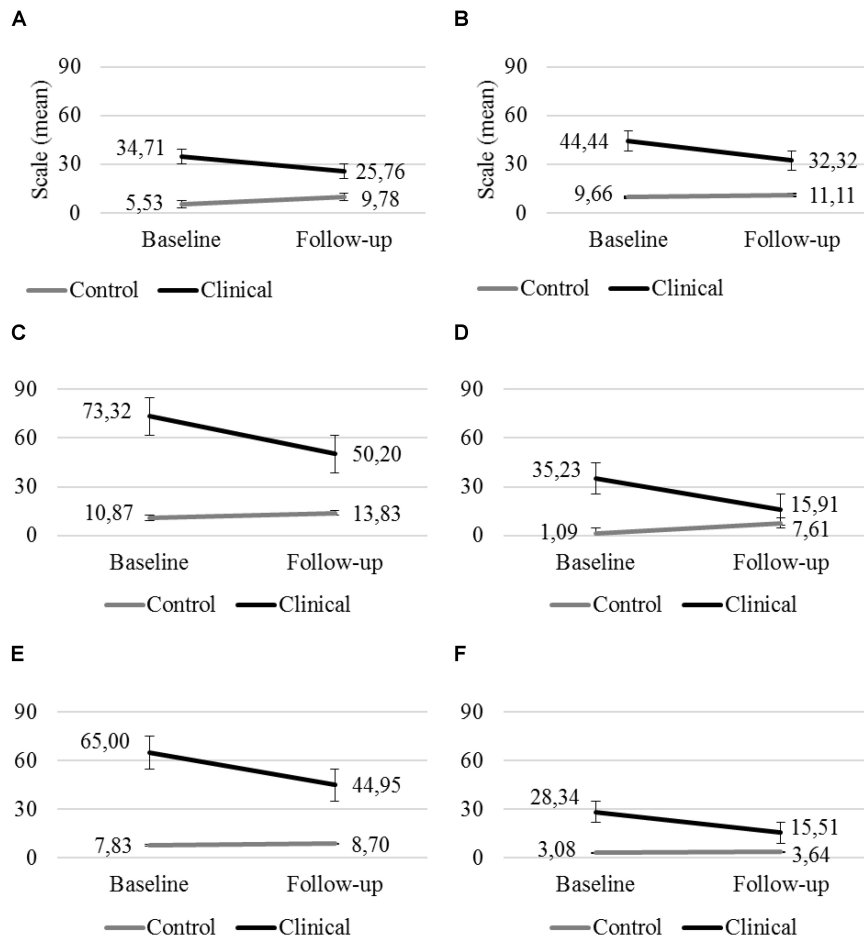 A
90
60
30
0
Scale (mean)
34,71
25,76
5,53
9,78
Baseline Follow-up
Control Clinical
B
90
60
30
0
Scale (mean)
44,44
32,32
9,66
11,11
Baseline Follow-up
Control Clinical
C
90
60
30
0
73,32
50,20
10,87
13,83
Baseline Follow-up
Control Clinical
D
90
60
30
0
35,23
15,91
1,09
7,61
Baseline Follow-up
Control Clinical
E
90
60
30
0
65,00
44,95
7,83
8,70
Baseline Follow-up
Control Clinical
F
90
60
30
0
28,34
15,51
3,08
3,64
Baseline Follow-up
Control Clinical